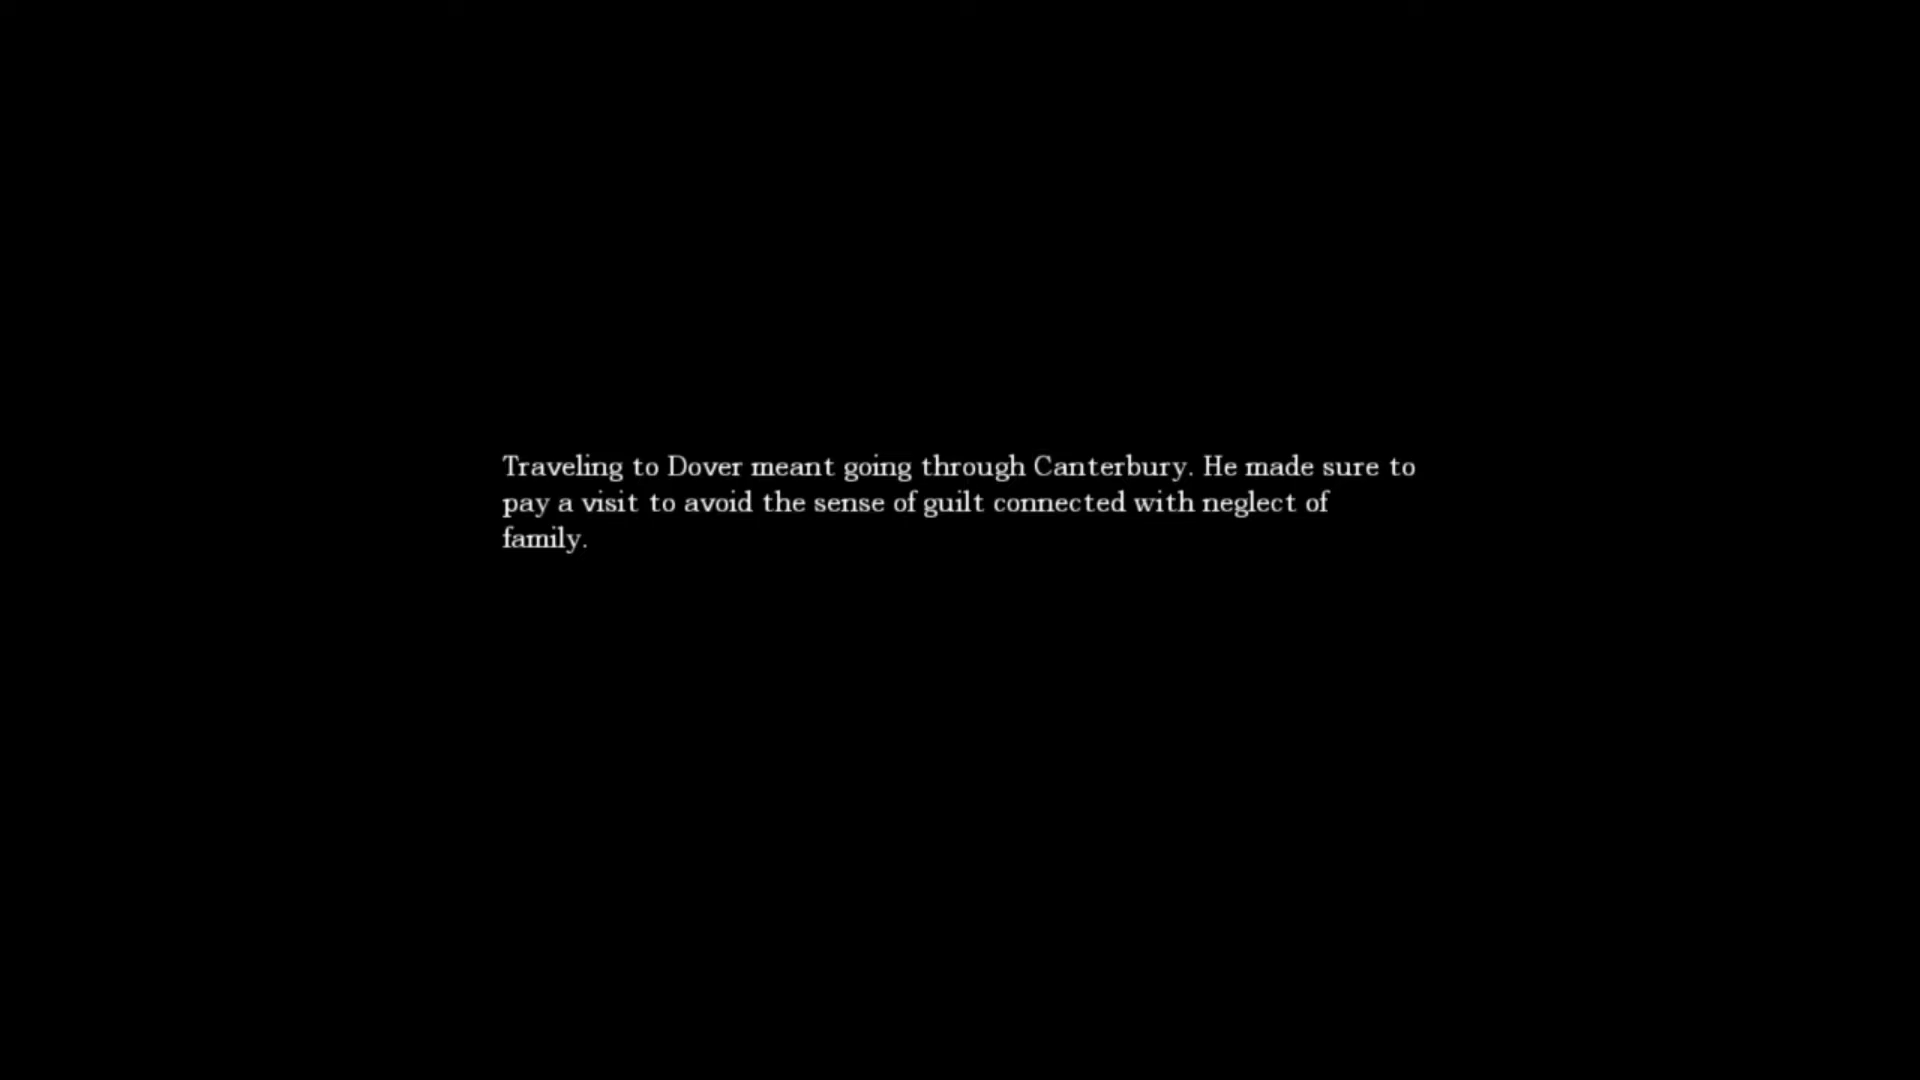 Traveling to Dover meant going through Canterbury. He made sure to
pay a visit to avoid the sense of guilt connected with neglect of
family.